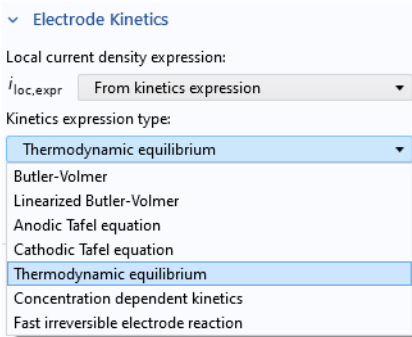 Electrode Kinetics
Local current density expression:
i loc,expr From kinetics expression
Kinetics expression type:
Thermodynamic equilibrium
Butler-Volmer
Linearized Butler-Volmer
Anodic Tafel equation
Cathodic Tafel equation
Thermodynamic equilibrium
Concentration dependent kinetics
Fast irreversible electrode reaction